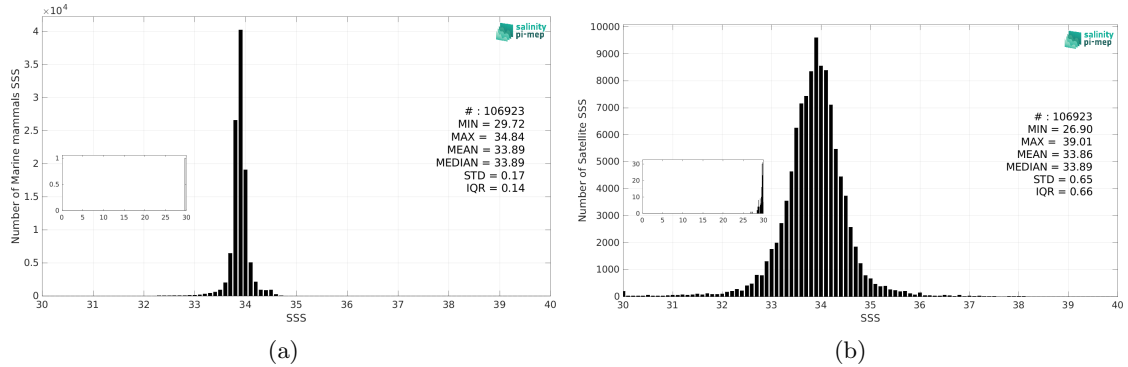 ×10⁴
salinity
pi-mep
# : 106923
MIN = 29.72
MAX = 34.84
MEAN = 33.89
MEDIAN = 33.89
STD = 0.17
IQR = 0.14
Number of Marine mammals SSS
4
3.5
3
2.5
2
1.5
1
0.5
0
1
0.5
0
0 5 10 15 20 25 30
30 31 32 33 34 35 36 37 38 39 40
SSS
(a)
salinity
pi-mep
# : 106923
MIN = 26.90
MAX = 39.01
MEAN = 33.86
MEDIAN = 33.89
STD = 0.65
IQR = 0.66
Number of Satellite SSS
10000
9000
8000
7000
6000
5000
4000
3000
2000
1000
0
30
20
10
0
0 5 10 15 20 25 30
30 31 32 33 34 35 36 37 38 39 40
SSS
(b)